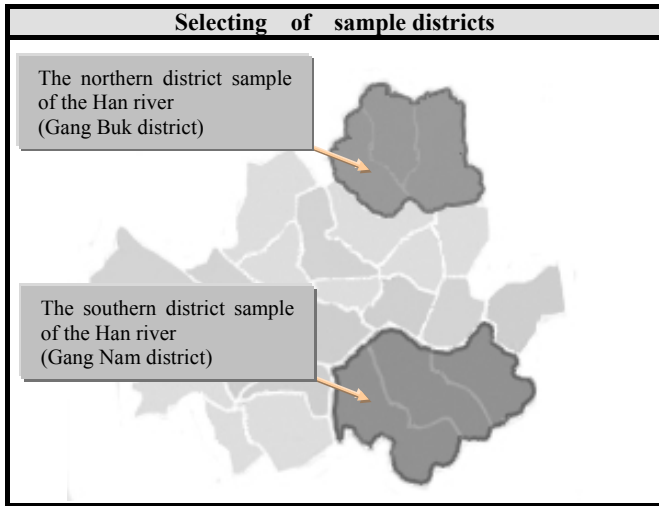 Selecting of sample districts
The northern district sample
of the Han river
(Gang Buk district)
The southern district sample
of the Han river
(Gang Nam district)